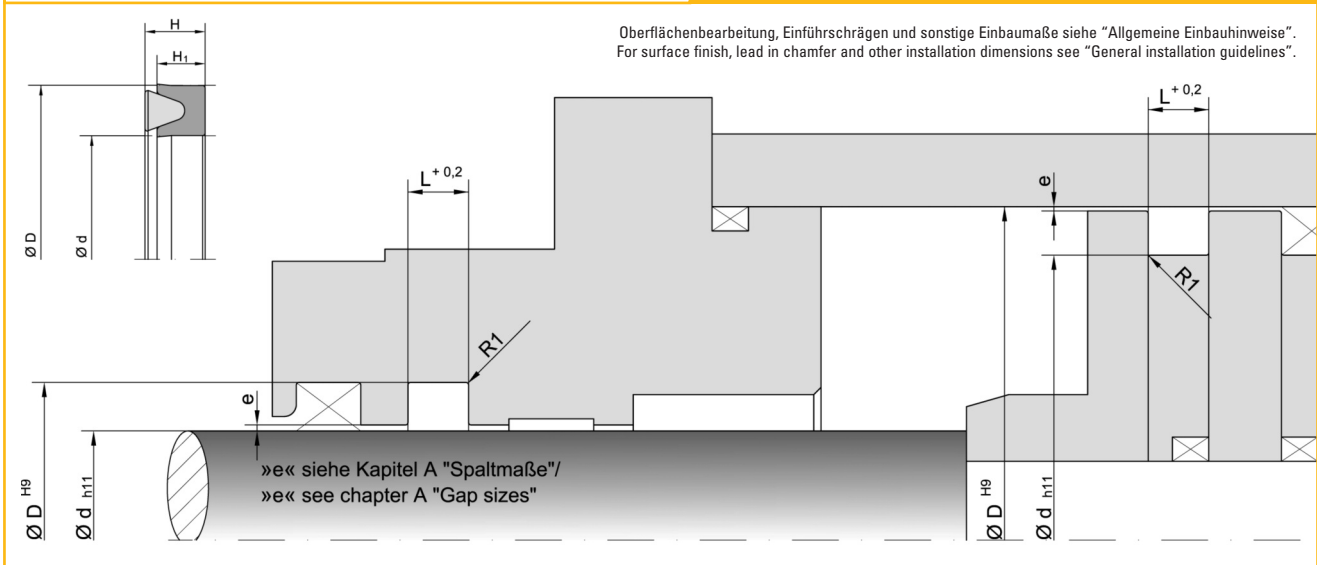 Oberflächenbearbeitung, Einführschrägen und sonstige Einbaumaße siehe “Allgemeine Einbauhinweise”.
For surface finish, lead in chamfer and other installation dimensions see “General installation guidelines”.
H
H1
Ø D
Ø d
L + 0,2
L + 0,2
e
R1
R1
e
»e« siehe Kapitel A "Spaltmaße"/
»e« see chapter A "Gap sizes"
Ø D H9
Ø d h11
Ø D H9
Ø d h11